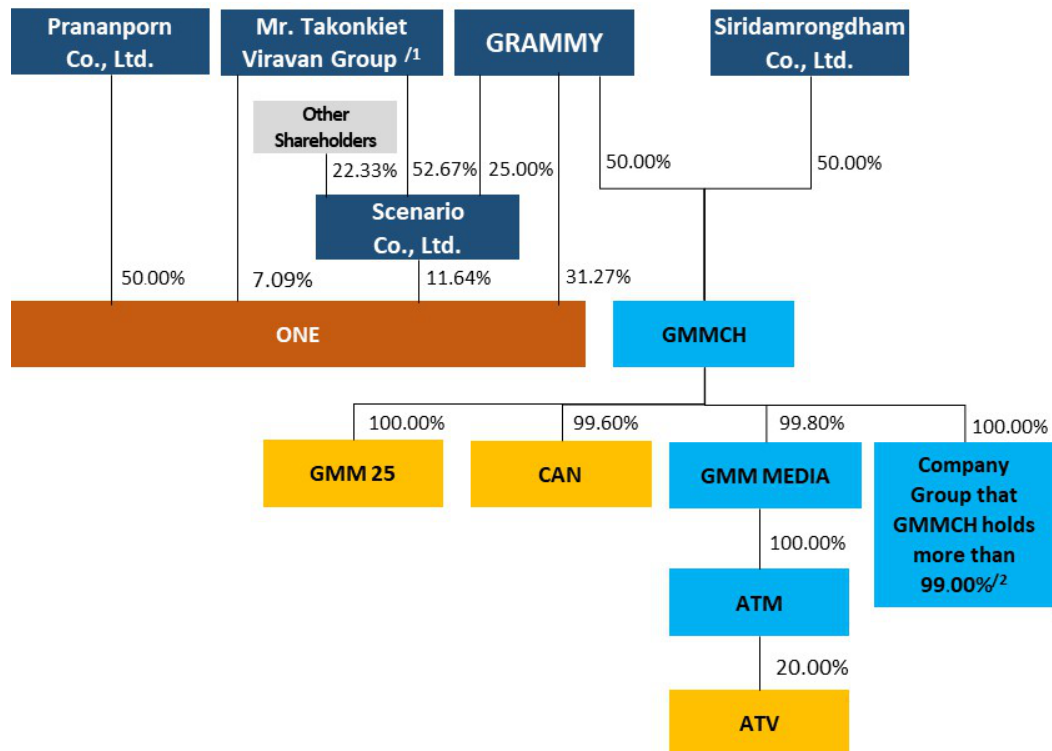 Prananporn
Co., Ltd.
Mr. Takonkiet
Viravan Group /1
GRAMMY
Siridamrongdham
Co., Ltd.
Other
Shareholders
22.33%
52.67%
25.00%
50.00%
50.00%
Scenario
Co., Ltd.
50.00%
7.09%
11.64%
31.27%
ONE
GMMCH
100.00%
99.60%
99.80%
100.00%
GMM 25
CAN
GMM MEDIA
Company
Group that
GMMCH holds
more than
99.00%/2
100.00%
ATM
20.00%
ATV